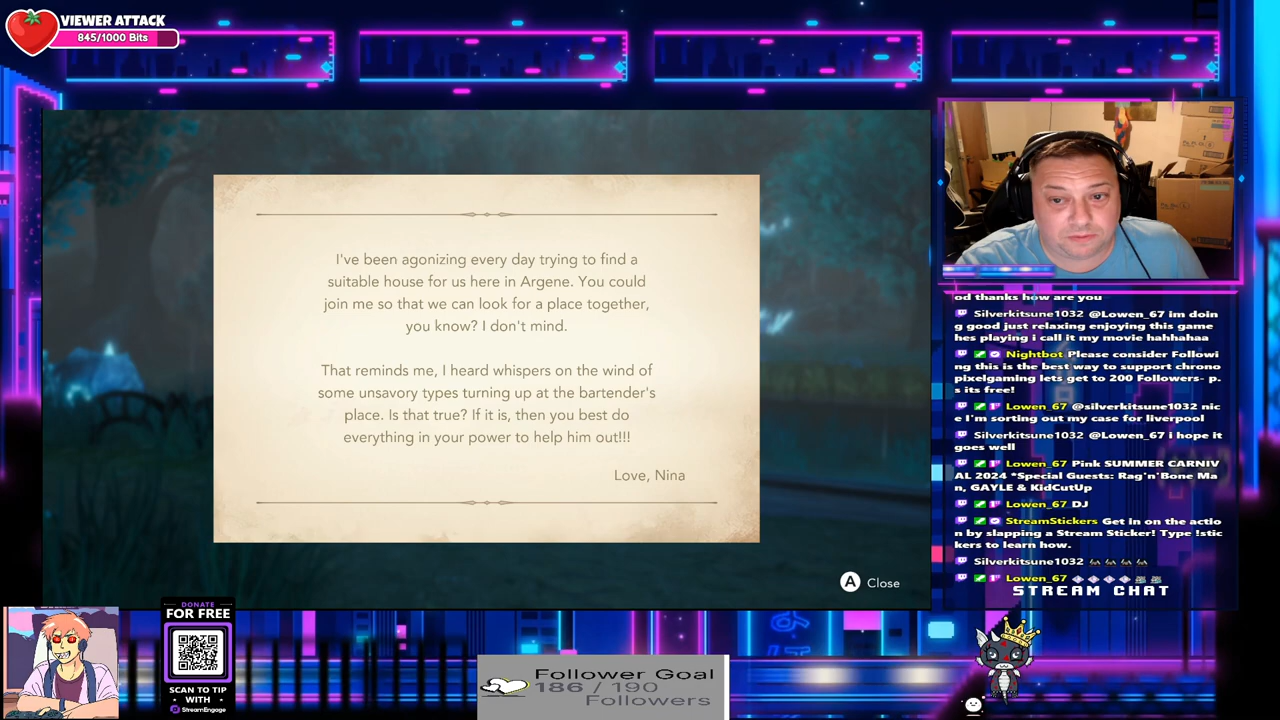 VIEWER ATTACK
845/1000 Bits
I've been agonizing every day trying to find a
suitable house for us here in Argene. You could
join me so that we can look for a place together,
you know? I don't mind.
That reminds me, I heard whispers on the wind of
some unsavory types turning up at the bartender's
place. Is that true? If it is, then you best do
everything in your power to help him out!!!
Love, Nina
A Close
od thanks how are you
Silverkitsune1032 @Lowen_67 im doin
g good just relaxing enjoying this game
hes playing i call it my movie hahhahaa
Nightbot Please consider Followi
ng this is the best way to support chrono
pixelgaming lets get to 200 Followers- p.
s its free!
Lowen_67 @silverkitsune1032 nic
e I'm sorting out my case for liverpool
Silverkitsune1032 @Lowen_67 i hope it
goes well
Lowen_67 Pink SUMMER CARNIV
AL 2024 *Special Guests: Rag'n'Bone Ma
n, GAYLE & KidCutUp
Lowen_67 DJ
StreamStickers Get in on the actio
n by slapping a Stream Sticker! Type !stic
kers to learn how.
Silverkitsune1032
Lowen_67
STREAM CHAT
DONATE
FOR FREE
SCAN TO TIP
WITH
StreamEngage
Follower Goal
186 / 190
Followers